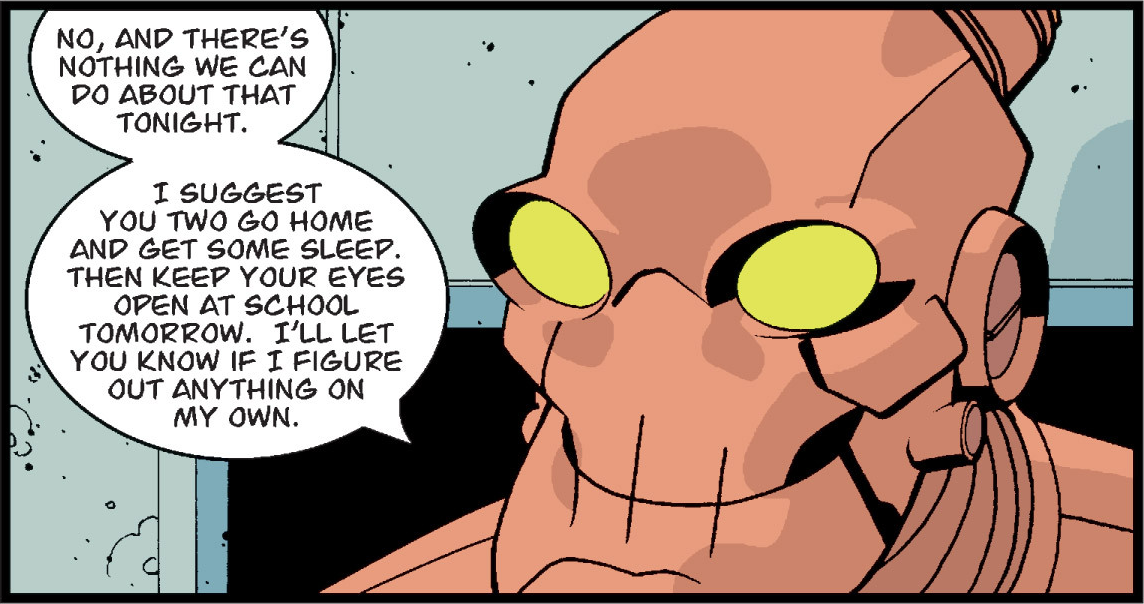 NO, AND THERE'S
NOTHING WE CAN
DO ABOUT THAT
TONIGHT.
I SUGGEST
YOU TWO GO HOME
AND GET SOME SLEEP.
THEN KEEP YOUR EYES
OPEN AT SCHOOL
TOMORROW. I'LL LET
YOU KNOW IF I FIGURE
OUT ANYTHING ON
MY OWN.